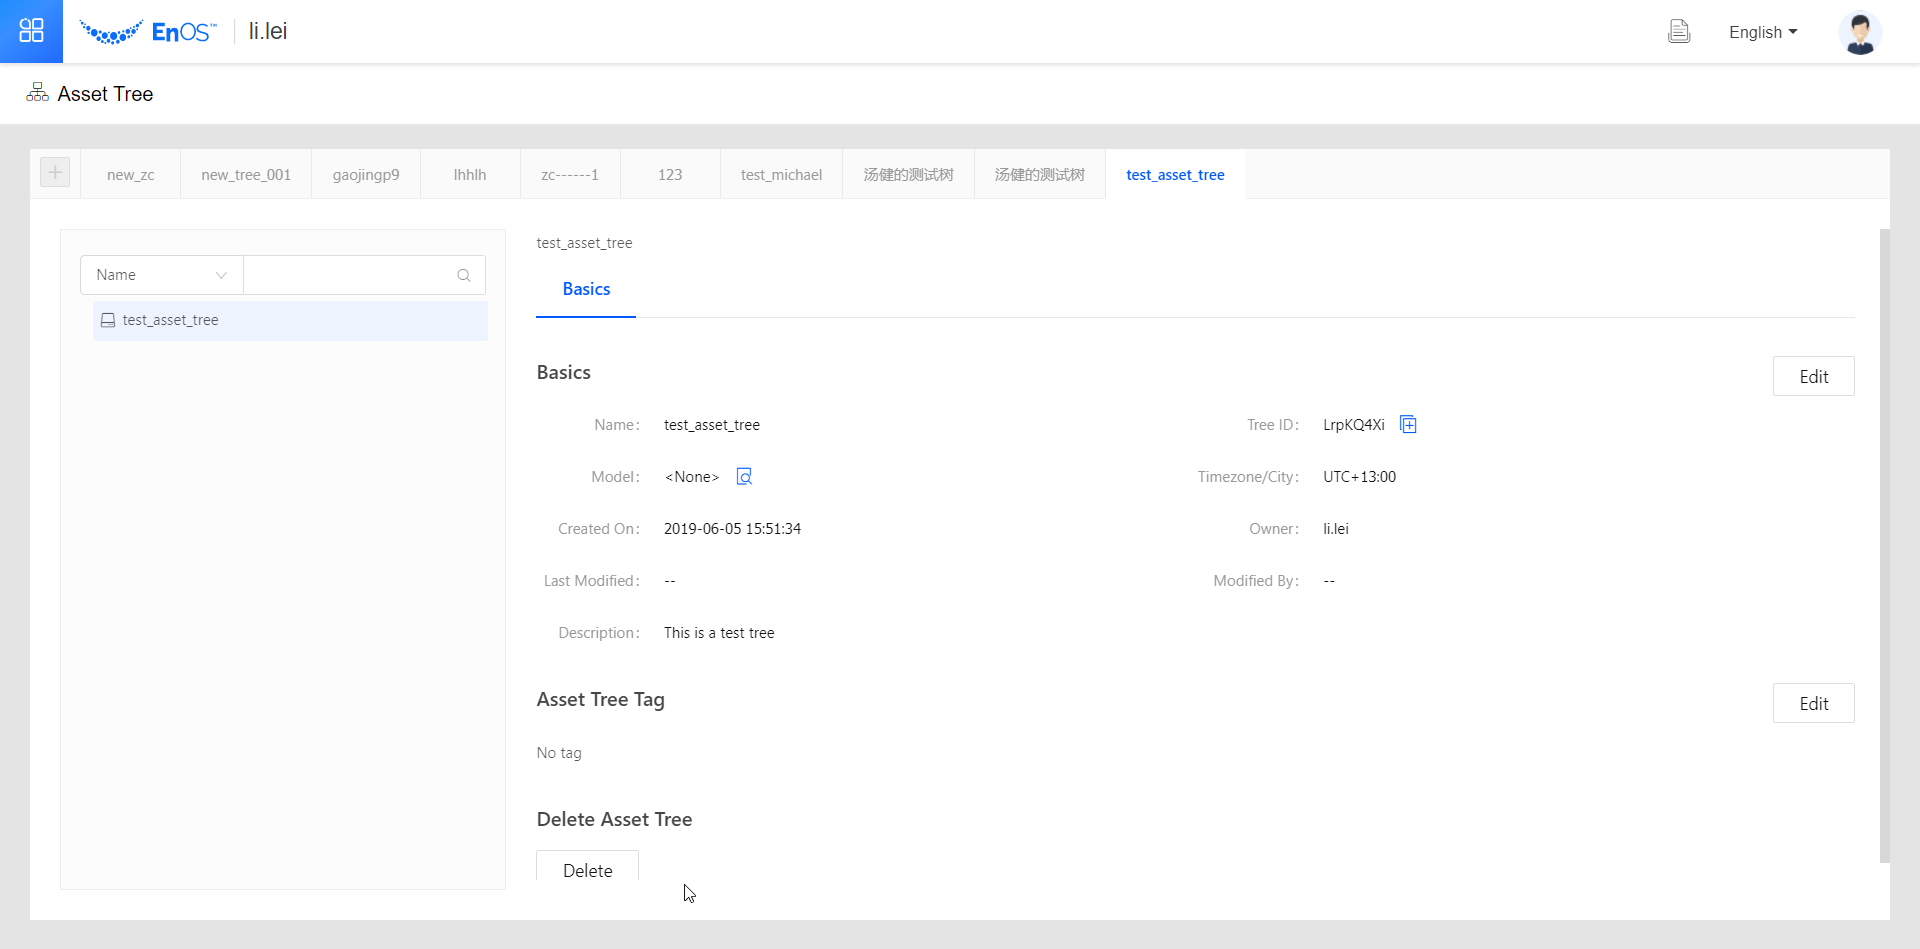 EnOS™ li.lei English
Asset Tree
new_zc new_tree_001 gaojingp9 lhhlh zc------1 123 test_michael 汤健的测试树 汤健的测试树 test_asset_tree
Name
test_asset_tree
test_asset_tree
Basics
Basics Edit
Name: test_asset_tree Tree ID: LrpKQ4Xi
Model: <None> Timezone/City: UTC+13:00
Created On: 2019-06-05 15:51:34 Owner: li.lei
Last Modified: -- Modified By: --
Description: This is a test tree
Asset Tree Tag Edit
No tag
Delete Asset Tree
Delete